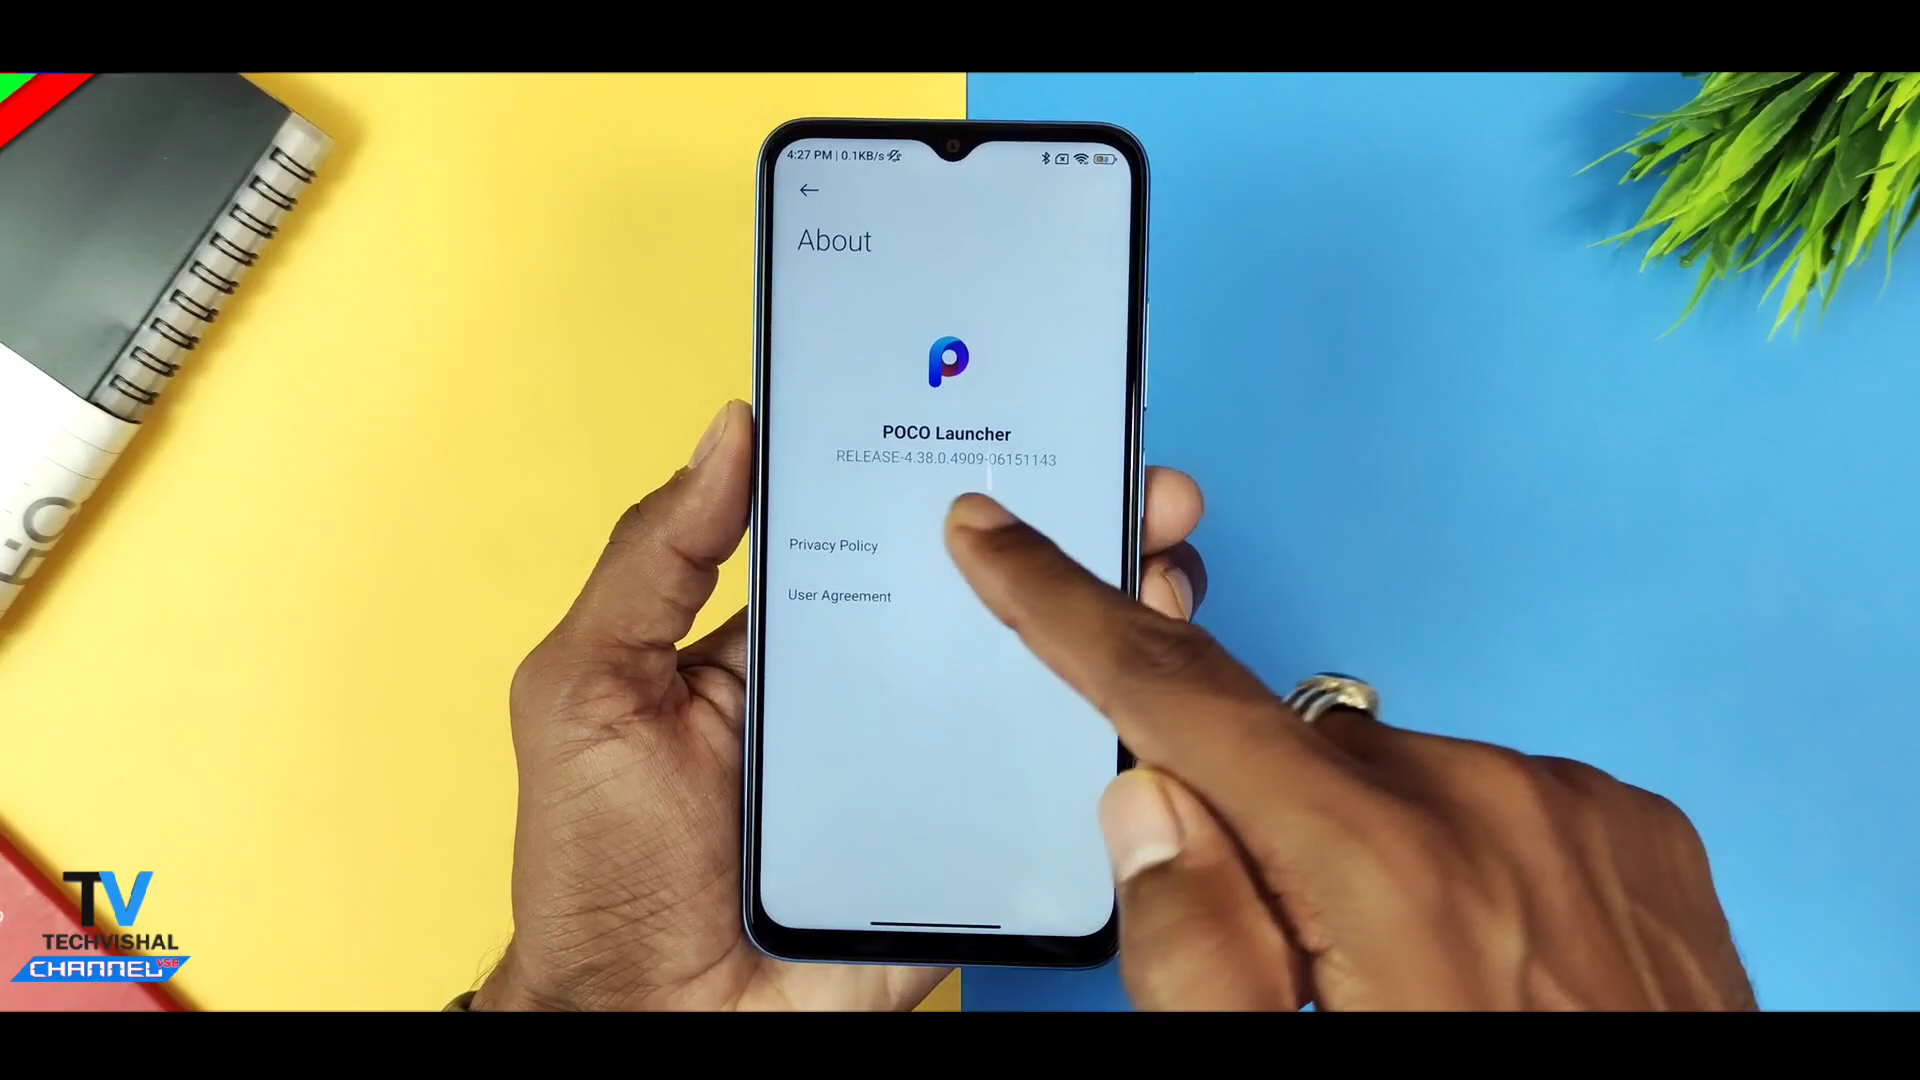 4:27 PM | 0.1KB/s
About
POCO Launcher
RELEASE-4.38.0.4909-06151143
Privacy Policy
User Agreement
TV
TECHVISHAL
CHANNEL VSB